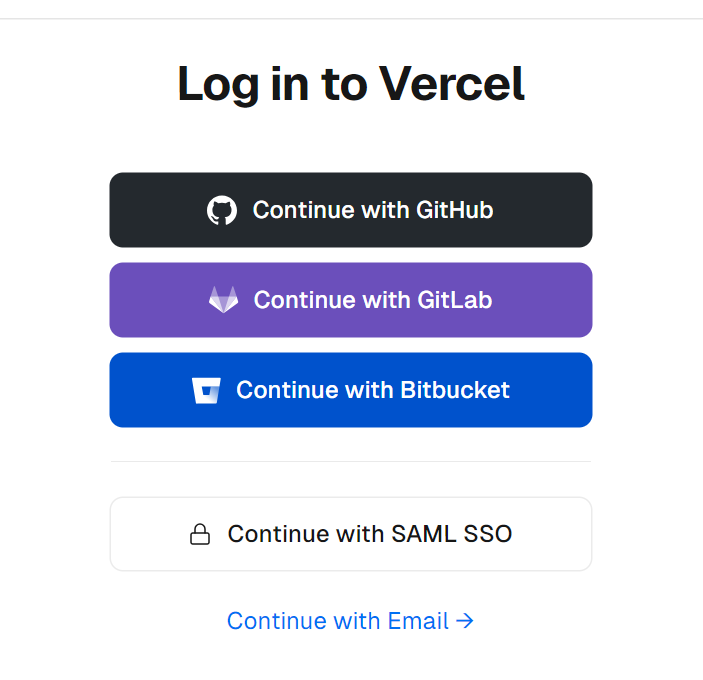 Log in to Vercel
Continue with GitHub
Continue with GitLab
Continue with Bitbucket
Continue with SAML SSO
Continue with Email →